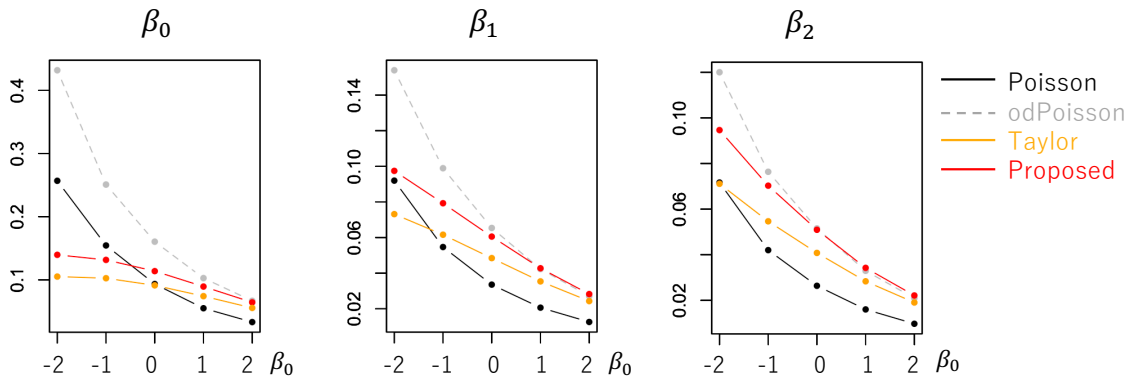 β₀
β₁
β₂
0.4
0.3
0.2
0.1
-2 -1 0 1 2 β₀
0.14
0.10
0.06
0.02
-2 -1 0 1 2 β₀
0.10
0.06
0.02
-2 -1 0 1 2 β₀
Poisson
odPoisson
Taylor
Proposed